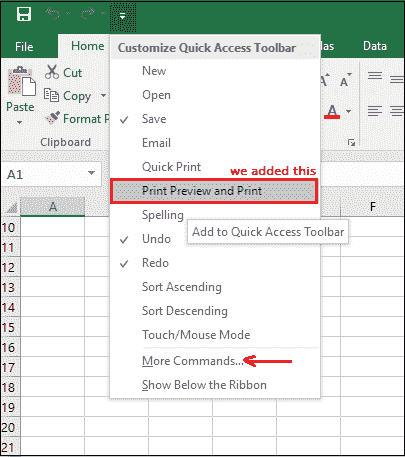 File
Home
Customize Quick Access Toolbar
las
Data
Cut
Copy
Format P
Paste
Clipboard
New
Open
Save
Email
Quick Print
we added this
Print Preview and Print
Spelling
Add to Quick Access Toolbar
Undo
Redo
Sort Ascending
Sort Descending
Touch/Mouse Mode
More Commands...
Show Below the Ribbon
A
A1
A
F
10
11
11
12
13
14
15
16
17
18
19
20
21